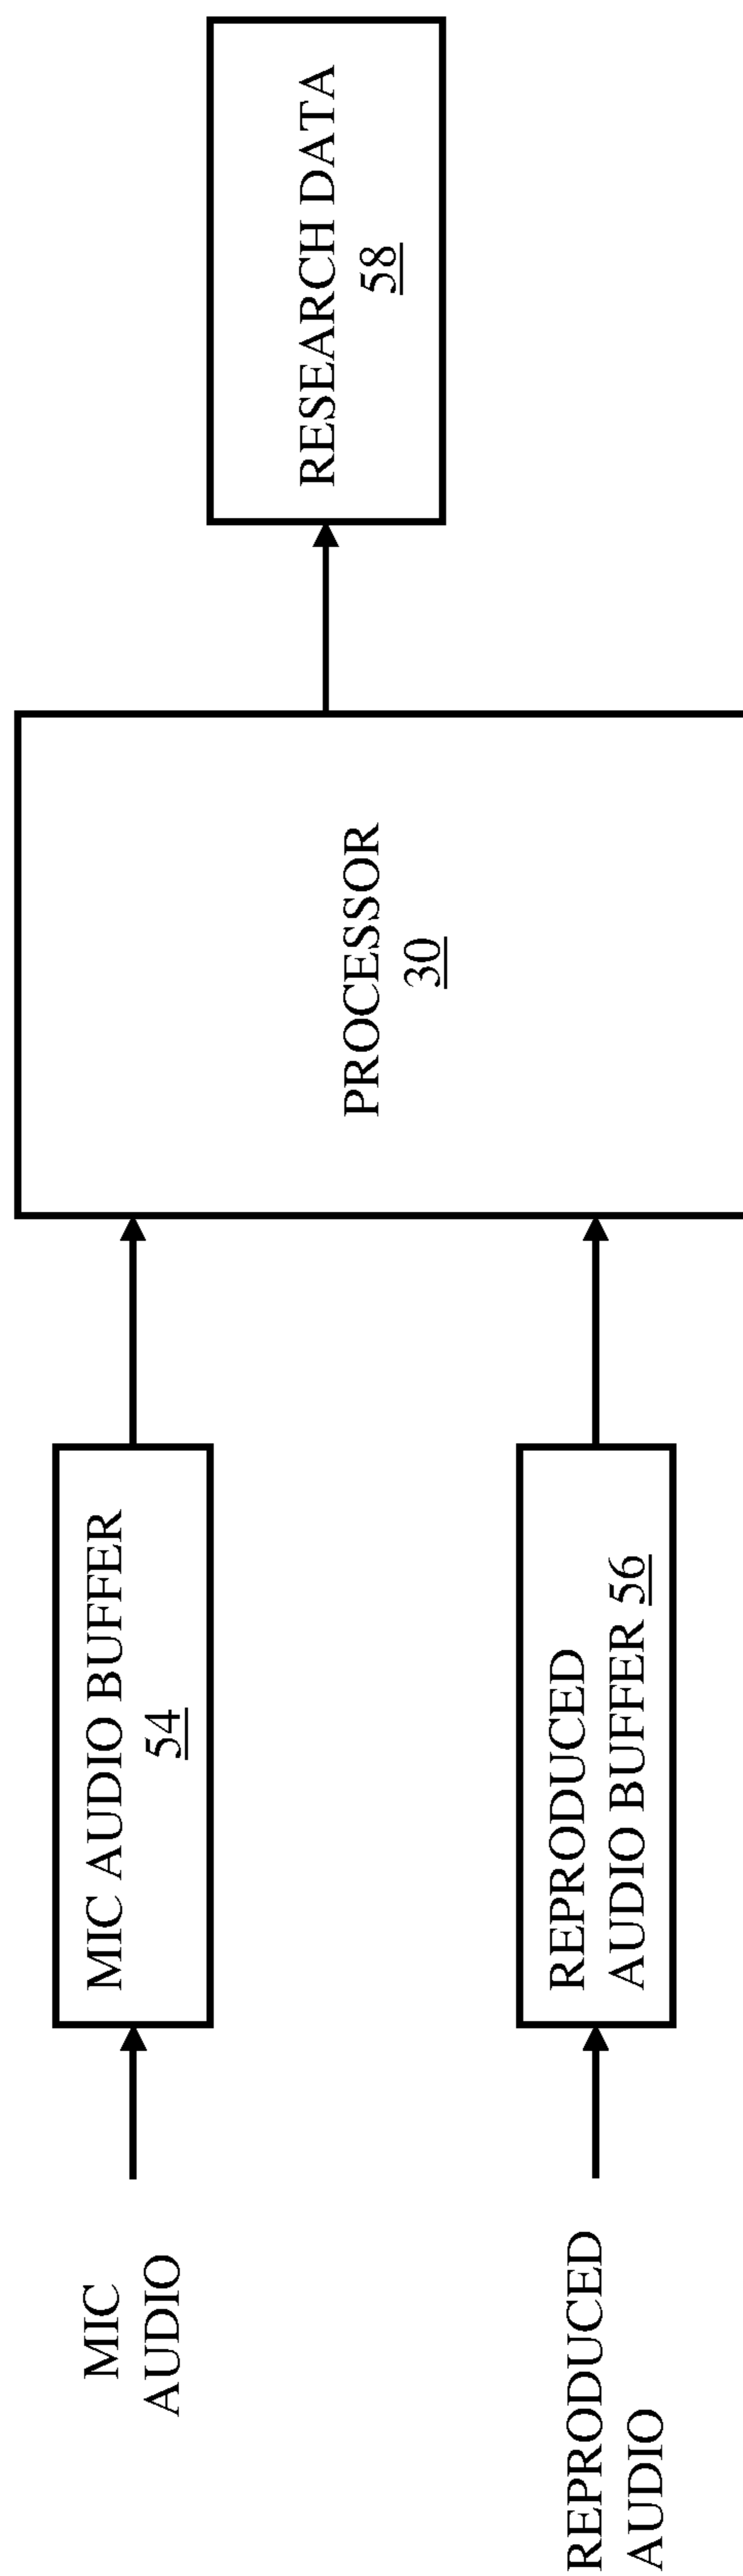 MIC
AUDIO
MIC AUDIO BUFFER
54
REPRODUCED
AUDIO
REPRODUCED
AUDIO BUFFER 56
PROCESSOR
30
RESEARCH DATA
58